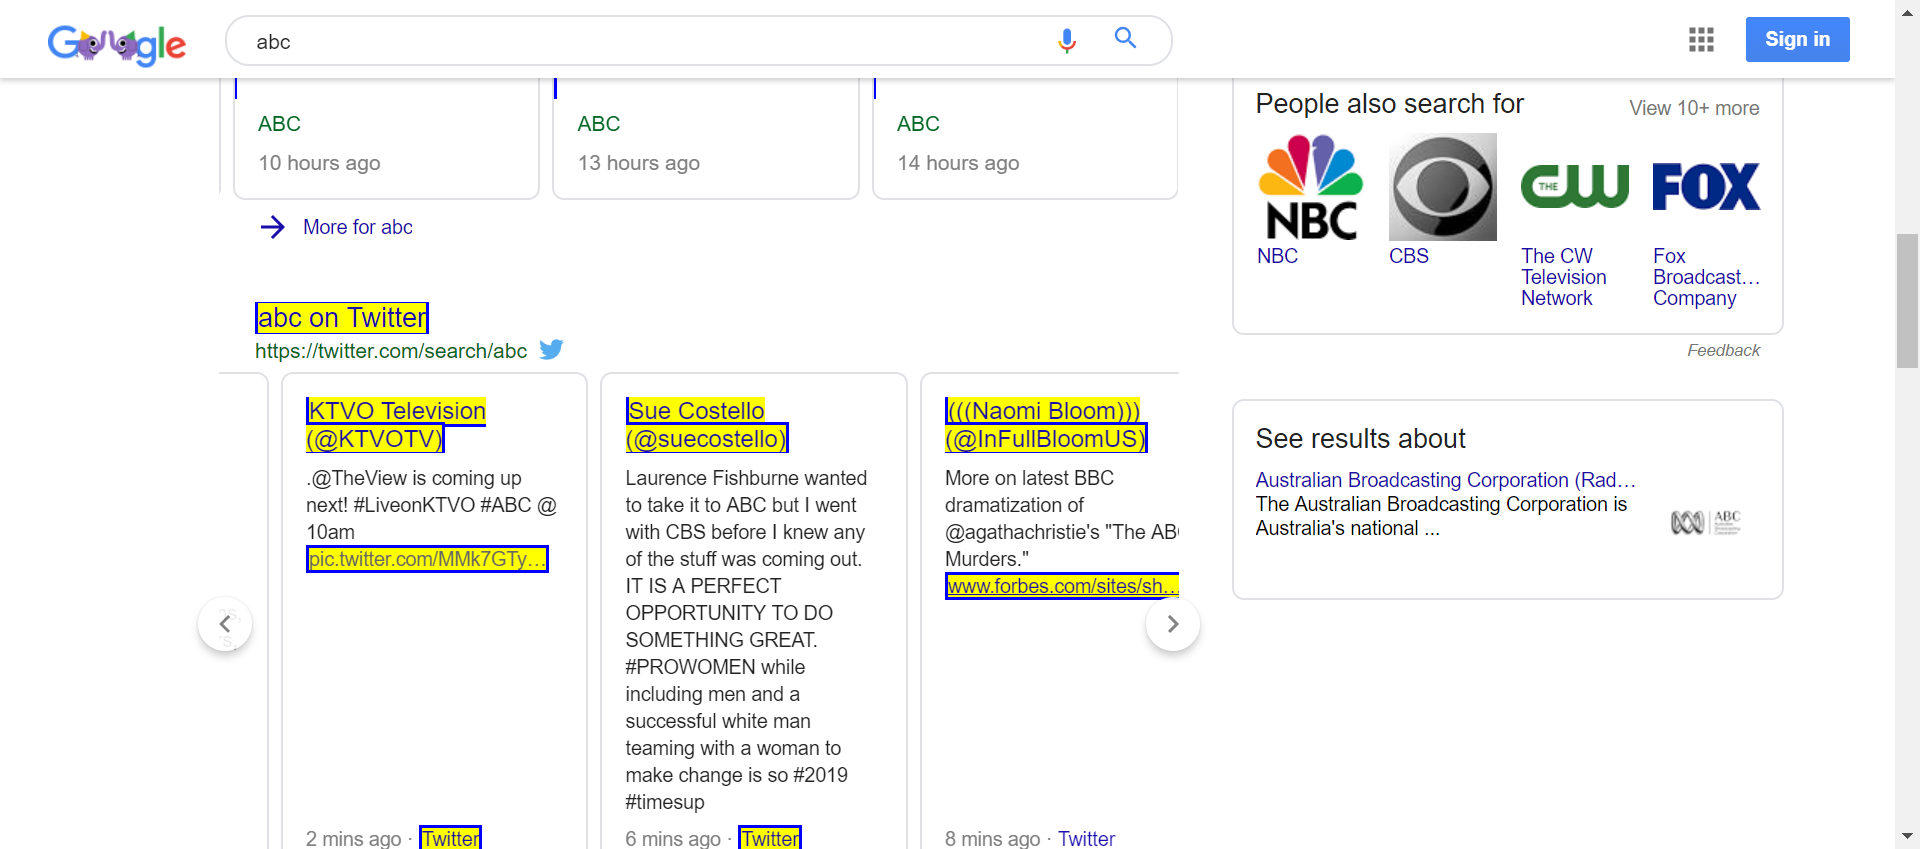 Google
abc
Sign in
ABC
10 hours ago
ABC
13 hours ago
ABC
14 hours ago
More for abc
abc on Twitter
https://twitter.com/search/abc
KTVO Television
(@KTVOTV)
.@TheView is coming up
next! #LiveonKTVO #ABC @
10am
pic.twitter.com/MMk7GTy…
2 mins ago · Twitter
Sue Costello
(@suecostello)
Laurence Fishburne wanted
to take it to ABC but I went
with CBS before I knew any
of the stuff was coming out.
IT IS A PERFECT
OPPORTUNITY TO DO
SOMETHING GREAT.
#PROWOMEN while
including men and a
successful white man
teaming with a woman to
make change is so #2019
#timesup
6 mins ago · Twitter
(((Naomi Bloom)))
(@InFullBloomUS)
More on latest BBC
dramatization of
@agathachristie's "The ABC
Murders."
www.forbes.com/sites/sh…
8 mins ago · Twitter
People also search for
View 10+ more
NBC
THE CW
FOX
NBC
CBS
The CW
Television
Network
Fox
Broadcast…
Company
Feedback
See results about
Australian Broadcasting Corporation (Rad…
The Australian Broadcasting Corporation is
Australia's national ...
ABC
Australian
Broadcasting
Corporation